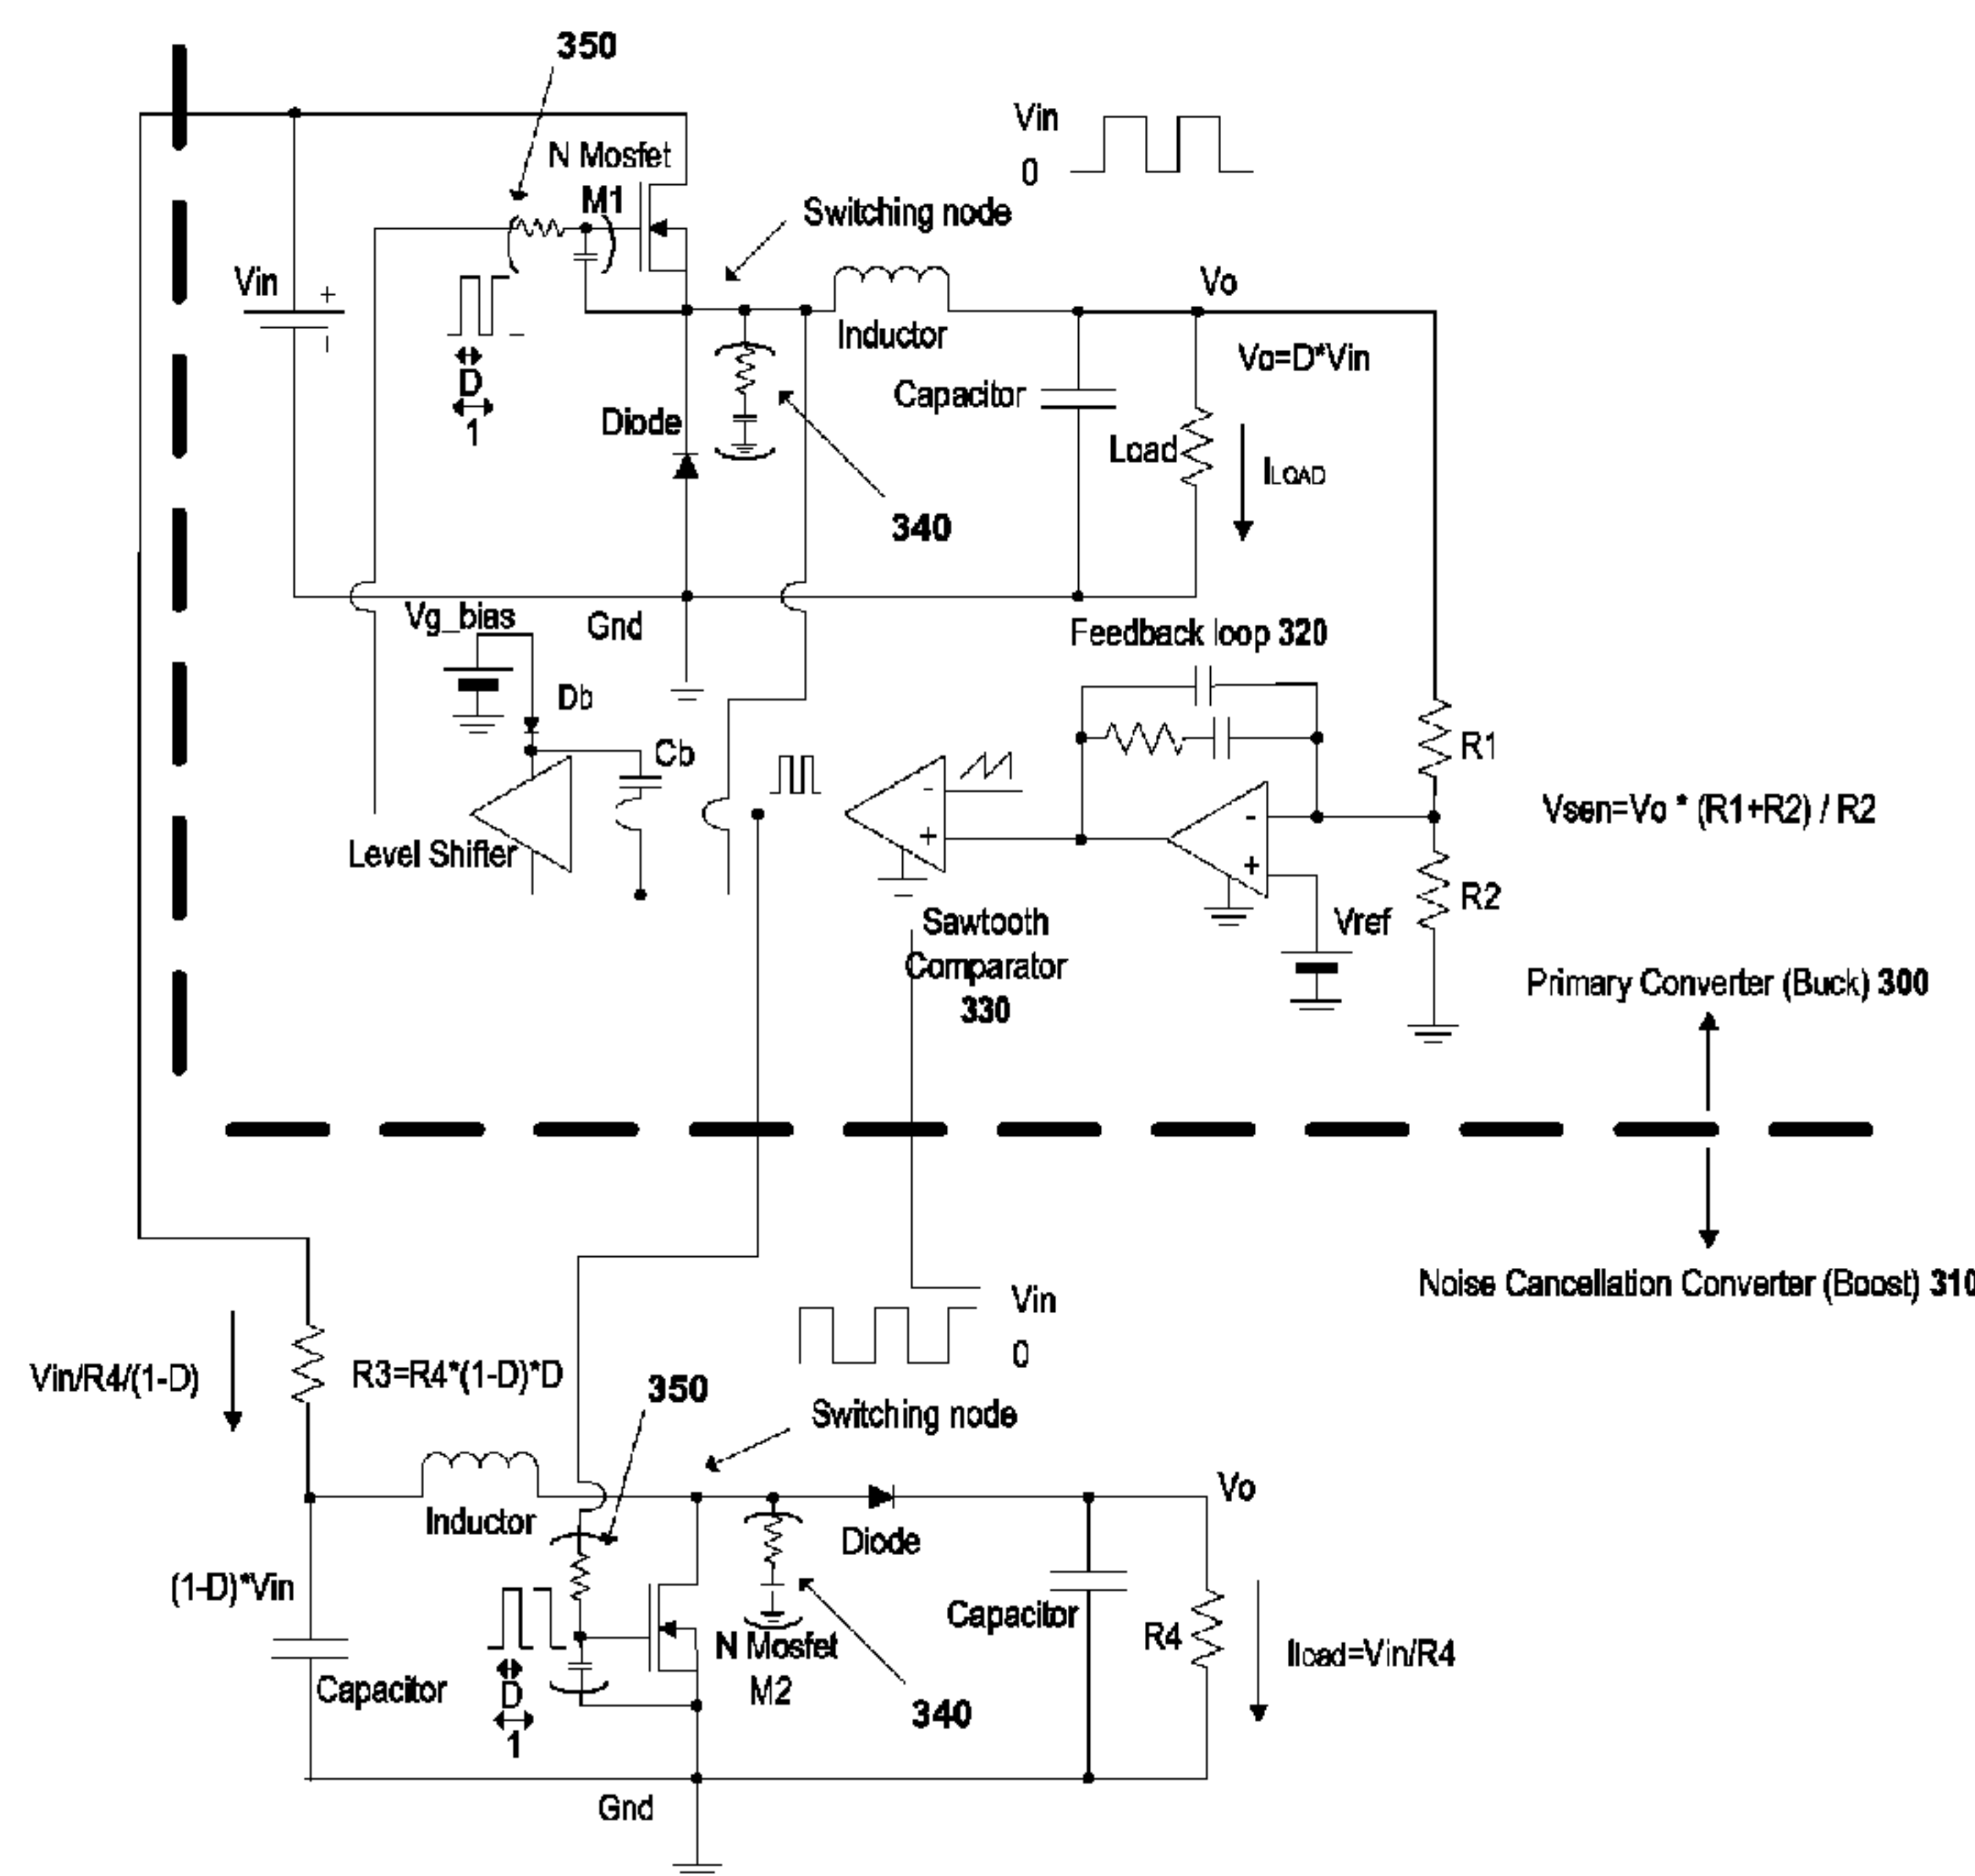 350
N Mosfet
M1
Vin
0
Switching node
Vin
+
-
D
1
Inductor
Vo
Vo=D*Vin
Capacitor
Diode
Load
ILOAD
340
Vg_bias
Gnd
Feedback loop 320
Db
Cb
R1
-
+
-
+
Vsen=Vo * (R1+R2) / R2
Level Shifter
R2
Vref
Sawtooth
Comparator
330
Primary Converter (Buck) 300
Noise Cancellation Converter (Boost) 310
Vin
0
Vin/R4/(1-D)
R3=R4*(1-D)*D
350
Switching node
Vo
Inductor
Diode
(1-D)*Vin
Capacitor
N Mosfet
M2
R4
Iload=Vin/R4
Capacitor
D
1
340
Gnd